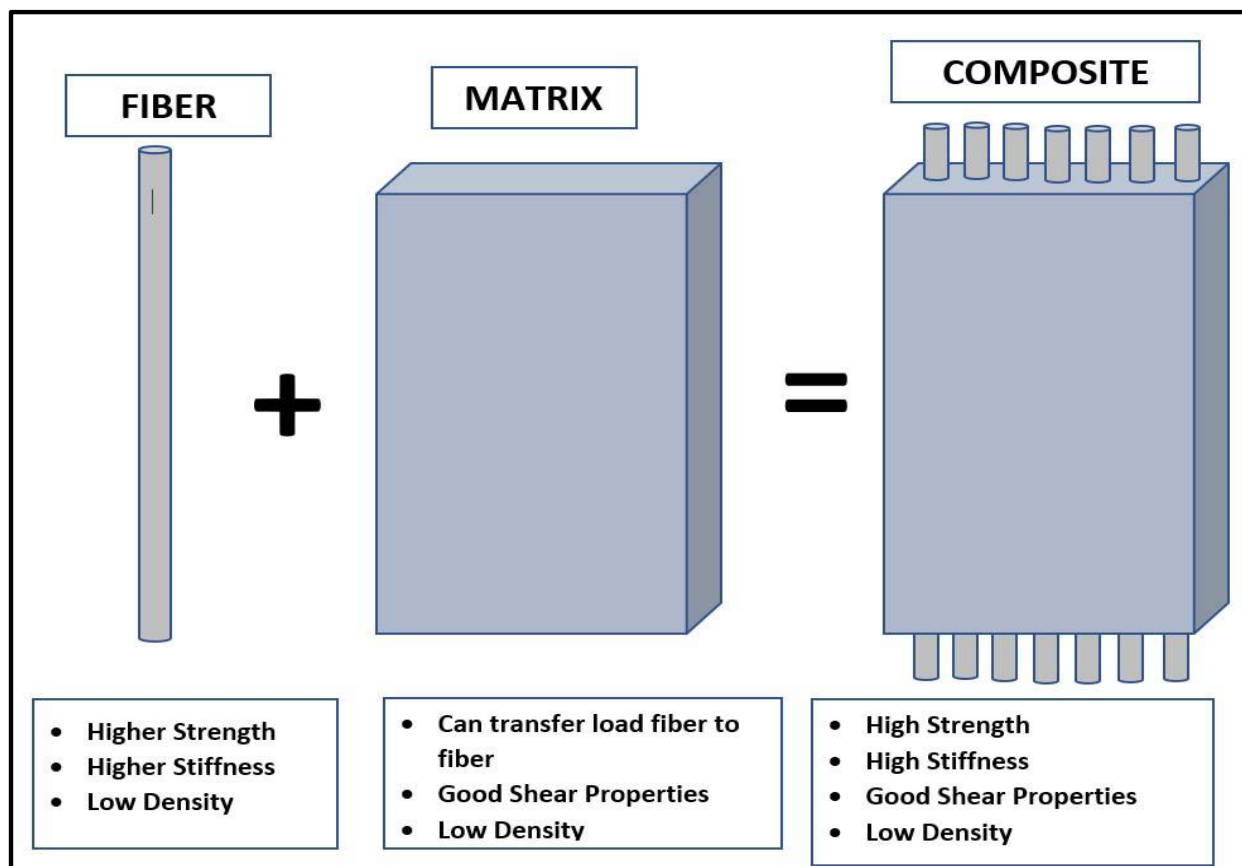 FIBER
MATRIX
COMPOSITE
+
=
• Higher Strength
• Higher Stiffness
• Low Density
• Can transfer load fiber to
fiber
• Good Shear Properties
• Low Density
• High Strength
• High Stiffness
• Good Shear Properties
• Low Density